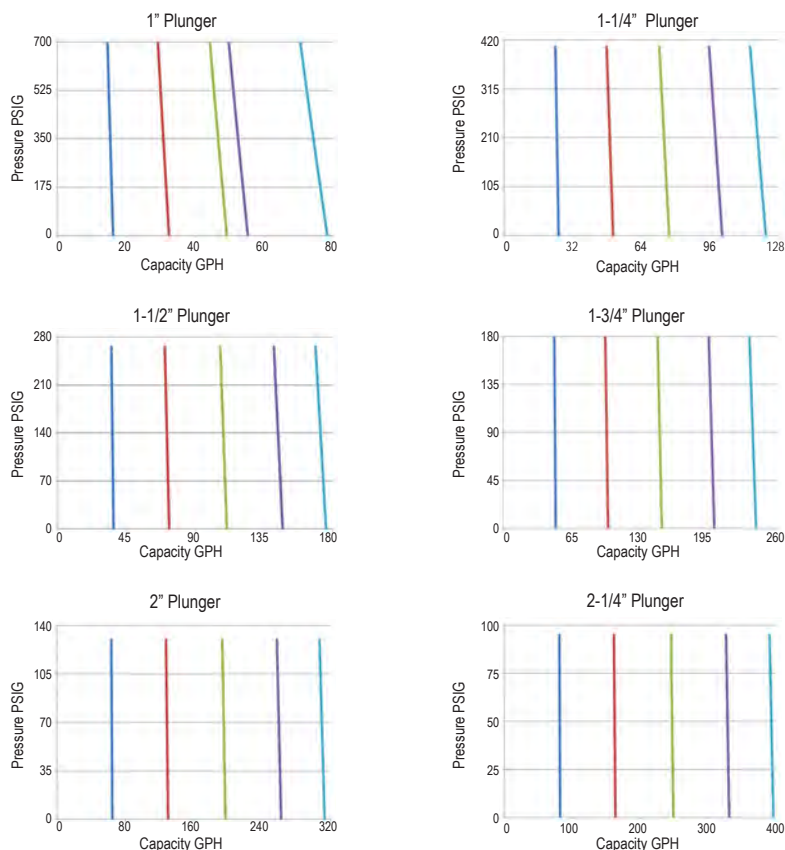 1” Plunger
700
525
350
175
0
Pressure PSIG
0 20 40 60 80
Capacity GPH
1-1/4” Plunger
420
315
210
105
0
Pressure PSIG
0 32 64 96 128
Capacity GPH
1-1/2” Plunger
280
210
140
70
0
Pressure PSIG
0 45 90 135 180
Capacity GPH
1-3/4” Plunger
180
135
90
45
0
Pressure PSIG
0 65 130 195 260
Capacity GPH
2” Plunger
140
105
70
35
0
Pressure PSIG
0 80 160 240 320
Capacity GPH
2-1/4” Plunger
100
75
50
25
0
Pressure PSIG
0 100 200 300 400
Capacity GPH